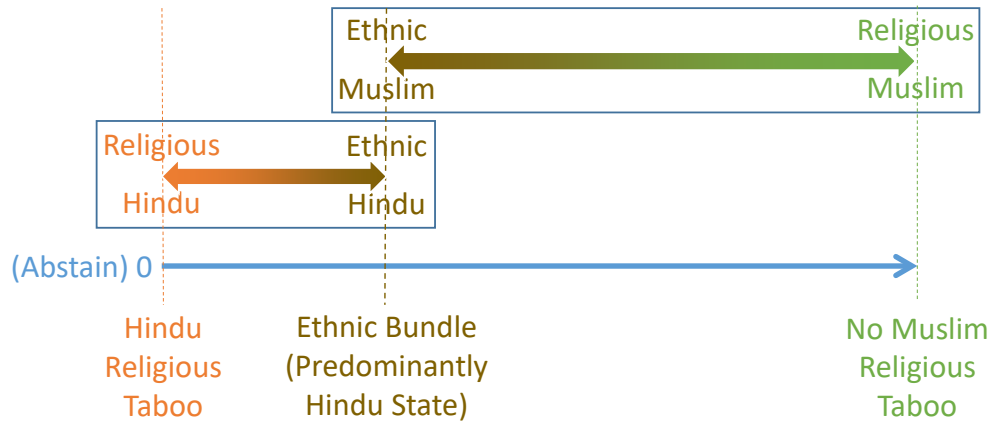 Ethnic
Muslim
Religious
Muslim
Religious
Hindu
Ethnic
Hindu
(Abstain) 0
Hindu
Religious
Taboo
Ethnic Bundle
(Predominantly
Hindu State)
No Muslim
Religious
Taboo